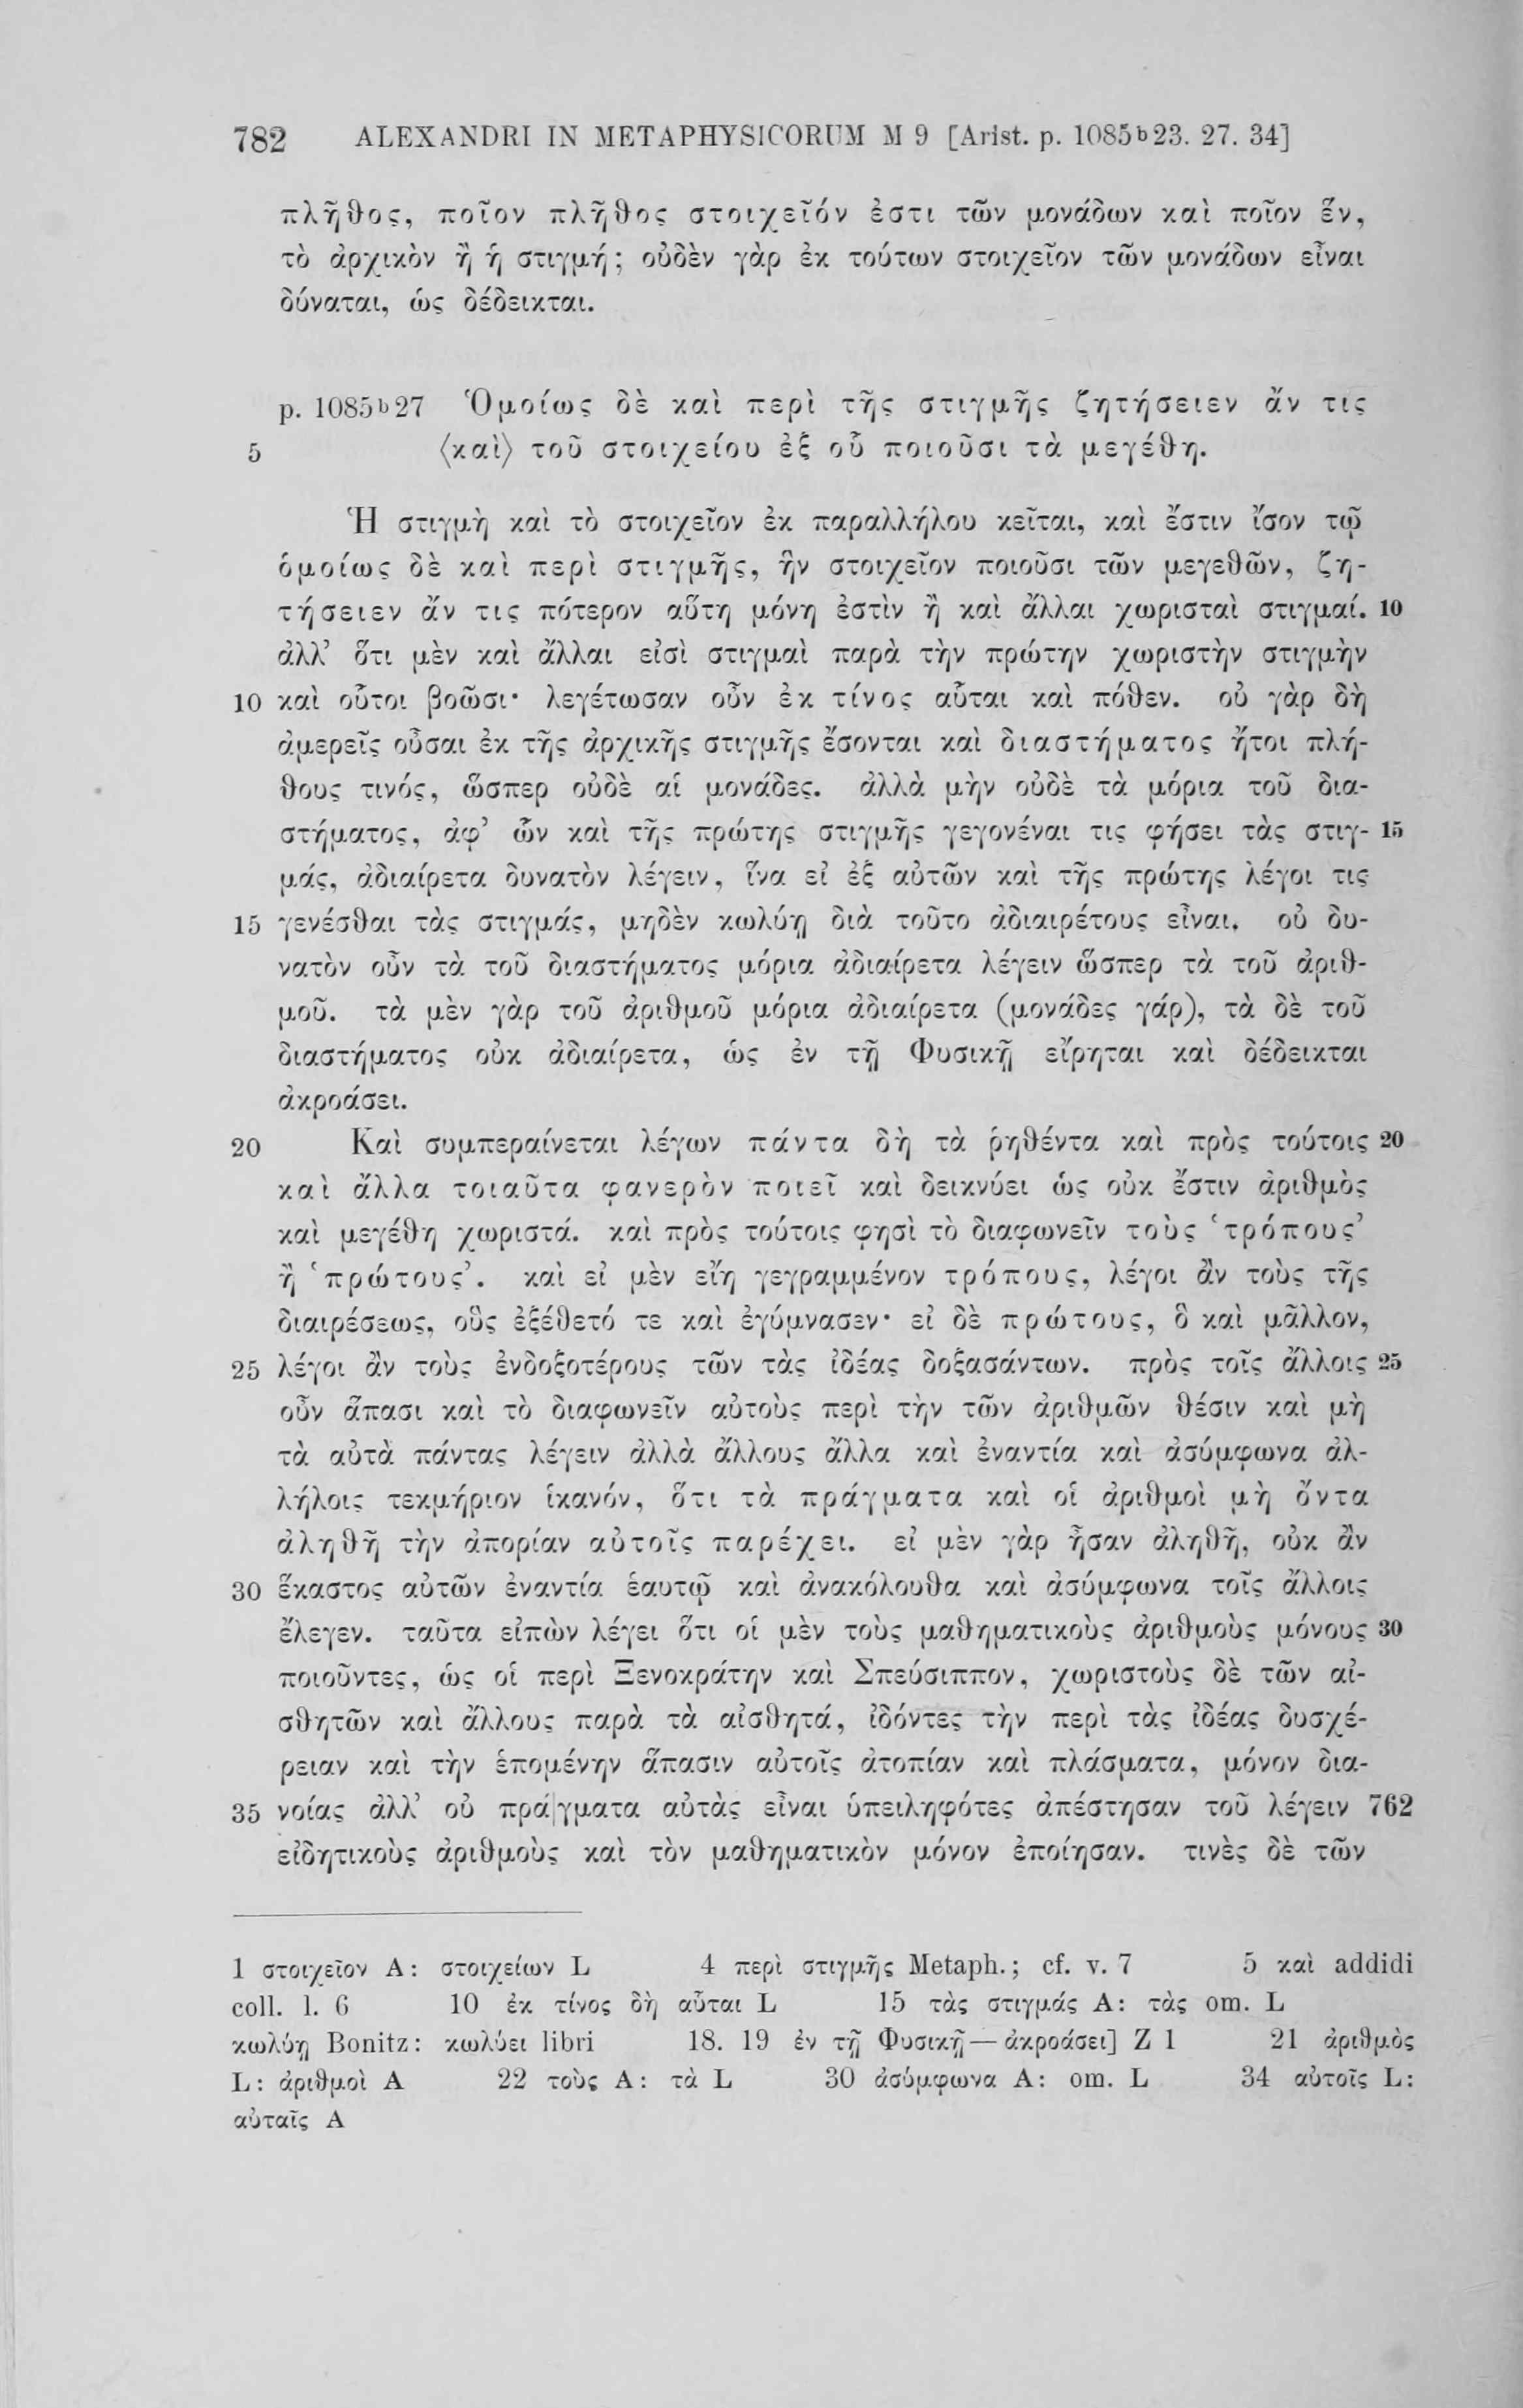 782 ALEXANDRI IN METAPHYSICORUM M 9 [Arist. p. 1085b23. 27. 34]
πλῆθος, ποῖον πλῆθος στοιχεῖόν ἐστι τῶν μονάδων καὶ ποῖον ἕν,
τὸ ἀρχικὸν ἢ ἡ στιγμή; οὐδὲν γὰρ ἐκ τούτων στοιχεῖον τῶν μονάδων εἶναι
δύναται, ὡς δέδεικται.
p. 1085b27 Ὁμοίως δὲ καὶ περὶ τῆς στιγμῆς ζητήσειεν ἄν τις
5 〈καὶ〉 τοῦ στοιχείου ἐξ οὗ ποιοῦσι τὰ μεγέθη.
Ἡ στιγμὴ καὶ τὸ στοιχεῖον ἐκ παραλλήλου κεῖται, καὶ ἔστιν ἴσον τῷ
ὁμοίως δὲ καὶ περὶ στιγμῆς, ἣν στοιχεῖον ποιοῦσι τῶν μεγεθῶν, ζη-
τήσειεν ἄν τις πότερον αὕτη μόνη ἐστὶν ἢ καὶ ἄλλαι χωρισταὶ στιγμαί. 10
ἀλλ’ ὅτι μὲν καὶ ἄλλαι εἰσὶ στιγμαὶ παρὰ τὴν πρώτην χωριστὴν στιγμὴν
10 καὶ οὗτοι βοῶσι· λεγέτωσαν οὖν ἐκ τίνος αὗται καὶ πόθεν. οὐ γὰρ δὴ
ἀμερεῖς οὖσαι ἐκ τῆς ἀρχικῆς στιγμῆς ἔσονται καὶ διαστήματος ἤτοι πλή-
θους τινός, ὥσπερ οὐδὲ αἱ μονάδες. ἀλλὰ μὴν οὐδὲ τὰ μόρια τοῦ δια-
στήματος, ἀφ’ ὧν καὶ τῆς πρώτης στιγμῆς γεγονέναι τις φήσει τὰς στιγ- 15
μάς, ἀδιαίρετα δυνατὸν λέγειν, ἵνα εἰ ἐξ αὐτῶν καὶ τῆς πρώτης λέγοι τις
15 γενέσθαι τὰς στιγμάς, μηδὲν κωλύῃ διὰ τοῦτο ἀδιαιρέτους εἶναι. οὐ δυ-
νατὸν οὖν τὰ τοῦ διαστήματος μόρια ἀδιαίρετα λέγειν ὥσπερ τὰ τοῦ ἀριθ-
μοῦ. τὰ μὲν γὰρ τοῦ ἀριθμοῦ μόρια ἀδιαίρετα (μονάδες γάρ), τὰ δὲ τοῦ
διαστήματος οὐκ ἀδιαίρετα, ὡς ἐν τῇ Φυσικῇ εἴρηται καὶ δέδεικται
ἀκροάσει.
20 Καὶ συμπεραίνεται λέγων πάντα δὴ τὰ ῥηθέντα καὶ πρὸς τούτοις 20
καὶ ἄλλα τοιαῦτα φανερὸν ποιεῖ καὶ δεικνύει ὡς οὐκ ἔστιν ἀριθμὸς
καὶ μεγέθη χωριστά. καὶ πρὸς τούτοις φησὶ τὸ διαφωνεῖν τοὺς ‘τρόπους’
ἢ ‘πρώτους’. καὶ εἰ μὲν εἴη γεγραμμένον τρόπους, λέγοι ἂν τοὺς τῆς
διαιρέσεως, οὓς ἐξέθετό τε καὶ ἐγύμνασεν· εἰ δὲ πρώτους, ὃ καὶ μᾶλλον,
25 λέγοι ἂν τοὺς ἐνδοξοτέρους τῶν τὰς ἰδέας δοξασάντων. πρὸς τοῖς ἄλλοις 25
οὖν ἅπασι καὶ τὸ διαφωνεῖν αὐτοὺς περὶ τὴν τῶν ἀριθμῶν θέσιν καὶ μὴ
τὰ αὐτὰ πάντας λέγειν ἀλλὰ ἄλλους ἄλλα καὶ ἐναντία καὶ ἀσύμφωνα ἀλ-
λήλοις τεκμήριον ἱκανόν, ὅτι τὰ πράγματα καὶ οἱ ἀριθμοὶ μὴ ὄντα
ἀληθῆ τὴν ἀπορίαν αὐτοῖς παρέχει. εἰ μὲν γὰρ ἦσαν ἀληθῆ, οὐκ ἂν
30 ἕκαστος αὐτῶν ἐναντία ἑαυτῷ καὶ ἀνακόλουθα καὶ ἀσύμφωνα τοῖς ἄλλοις
ἔλεγεν. ταῦτα εἰπὼν λέγει ὅτι οἱ μὲν τοὺς μαθηματικοὺς ἀριθμοὺς μόνους 30
ποιοῦντες, ὡς οἱ περὶ Ξενοκράτην καὶ Σπεύσιππον, χωριστοὺς δὲ τῶν αἰ-
σθητῶν καὶ ἄλλους παρὰ τὰ αἰσθητά, ἰδόντες τὴν περὶ τὰς ἰδέας δυσχέ-
ρειαν καὶ τὴν ἑπομένην ἅπασιν αὐτοῖς ἀτοπίαν καὶ πλάσματα, μόνον δια-
35 νοίας ἀλλ’ οὐ πρά|γματα αὐτὰς εἶναι ὑπειληφότες ἀπέστησαν τοῦ λέγειν 762
εἰδητικοὺς ἀριθμοὺς καὶ τὸν μαθηματικὸν μόνον ἐποίησαν. τινὲς δὲ τῶν
1 στοιχεῖον A: στοιχείων L 4 περὶ στιγμῆς Metaph.; cf. v. 7 5 καὶ addidi
coll. l. 6 10 ἐκ τίνος δὴ αὗται L 15 τὰς στιγμάς A: τὰς om. L
κωλύῃ Bonitz: κωλύει libri 18. 19 ἐν τῇ Φυσικῇ — ἀκροάσει] Z 1 21 ἀριθμὸς
L: ἀριθμοὶ A 22 τοὺς A: τὰ L 30 ἀσύμφωνα A: om. L 34 αὐτοῖς L:
αὐταῖς A